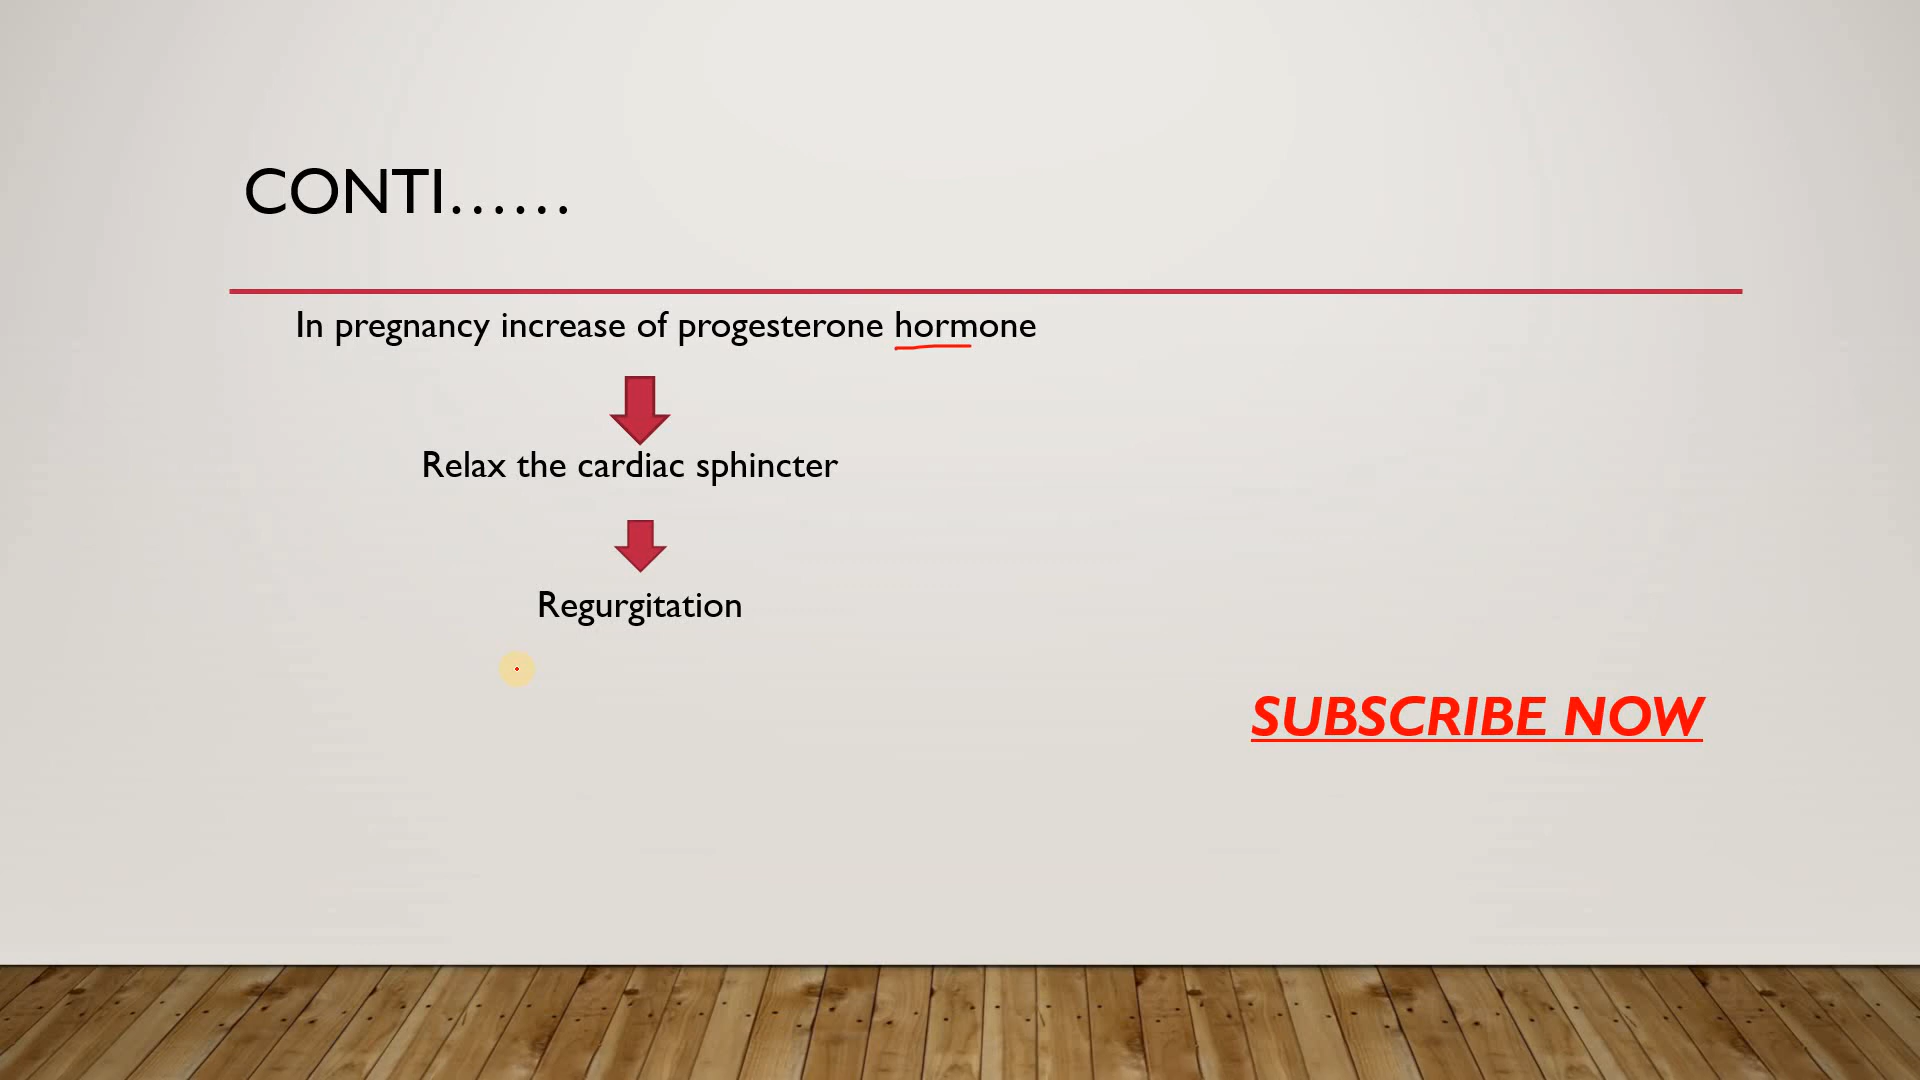 CONTI......
In pregnancy increase of progesterone hormone
Relax the cardiac sphincter
Regurgitation
SUBSCRIBE NOW